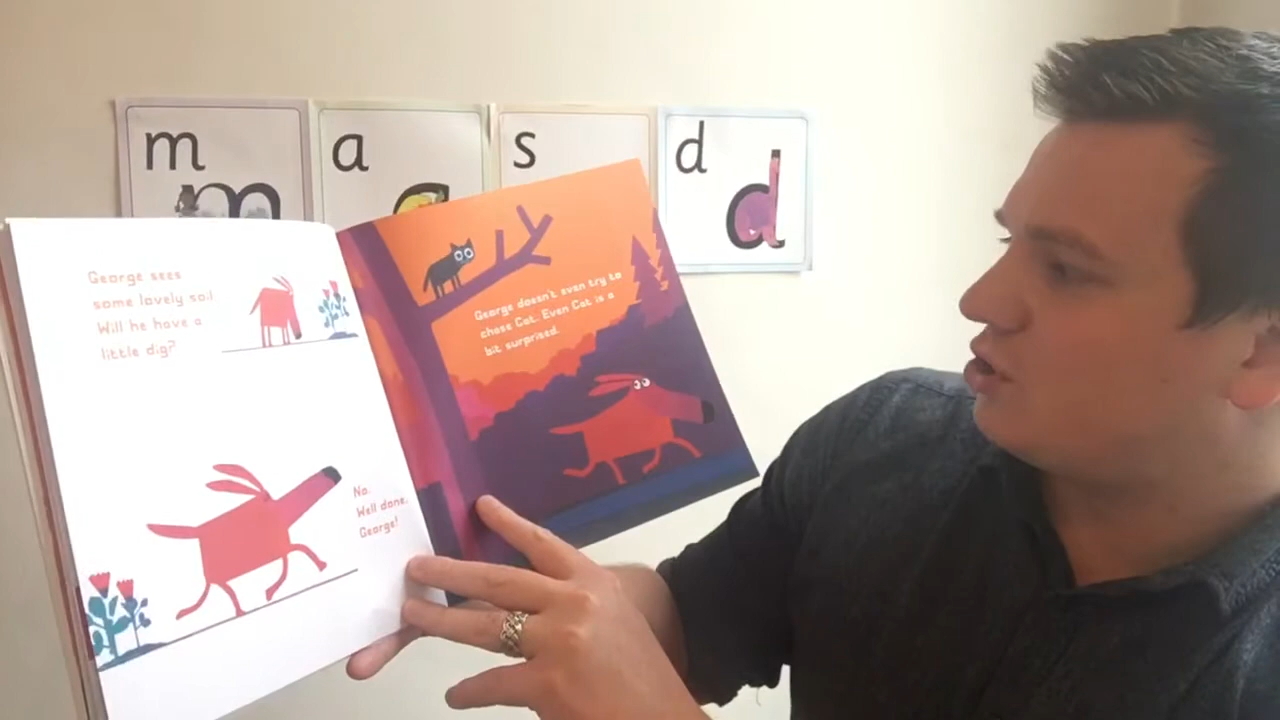 m
a
s
d
m
a
d
George sees
some lovely soil
Will he have a
little dig?
No.
Well done,
George!
George doesn't even try to
chase Cat. Even Cat is a
bit surprised.